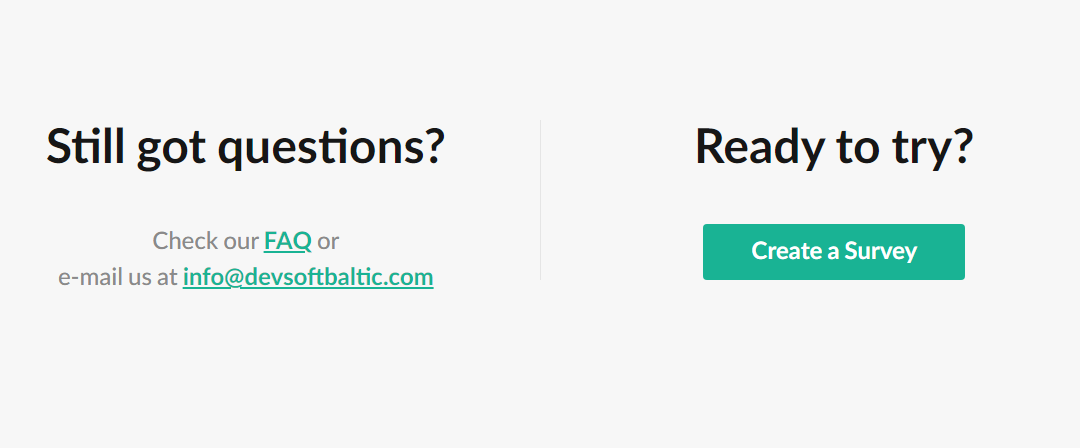 Still got questions?
Check our FAQ or
e-mail us at info@devsoftbaltic.com
Ready to try?
Create a Survey